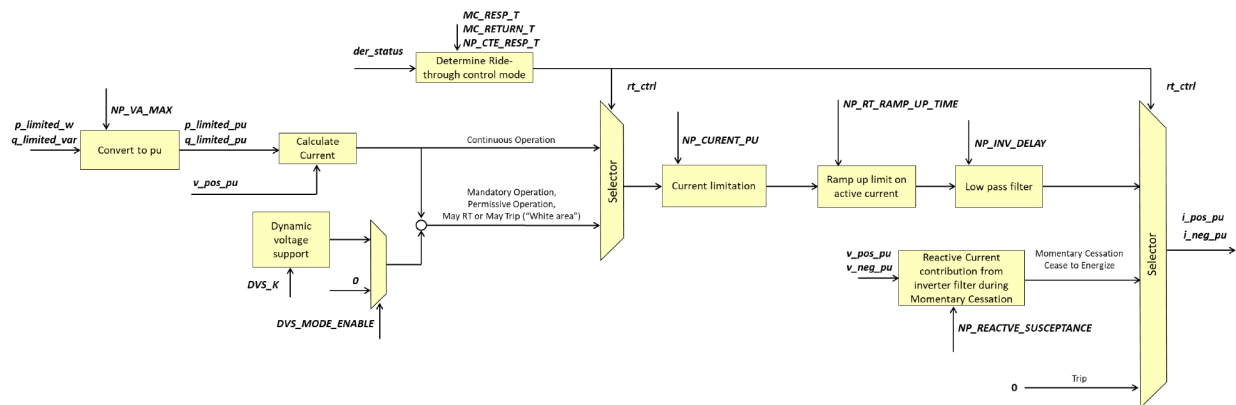 MC_RESP_T
MC_RETURN_T
NP_CTE_RESP_T
der_status
Determine Ride-
through control mode
rt_ctrl
rt_ctrl
NP_VA_MAX
NP_RT_RAMP_UP_TIME
p_limited_w
q_limited_var
Convert to pu
p_limited_pu
q_limited_pu
Calculate
Current
Continuous Operation
NP_CURENT_PU
NP_INV_DELAY
v_pos_pu
Selector
Current limitation
Ramp up limit on
active current
Low pass filter
Mandatory Operation,
Permissive Operation,
May RT or May Trip (“White area”)
Dynamic
voltage
support
i_pos_pu
i_neg_pu
Selector
v_pos_pu
v_neg_pu
Reactive Current
contribution from
inverter filter during
Momentary Cessation
Momentary Cessation
Cease to Energize
DVS_K
0
DVS_MODE_ENABLE
NP_REACTVE_SUSCEPTANCE
0
Trip